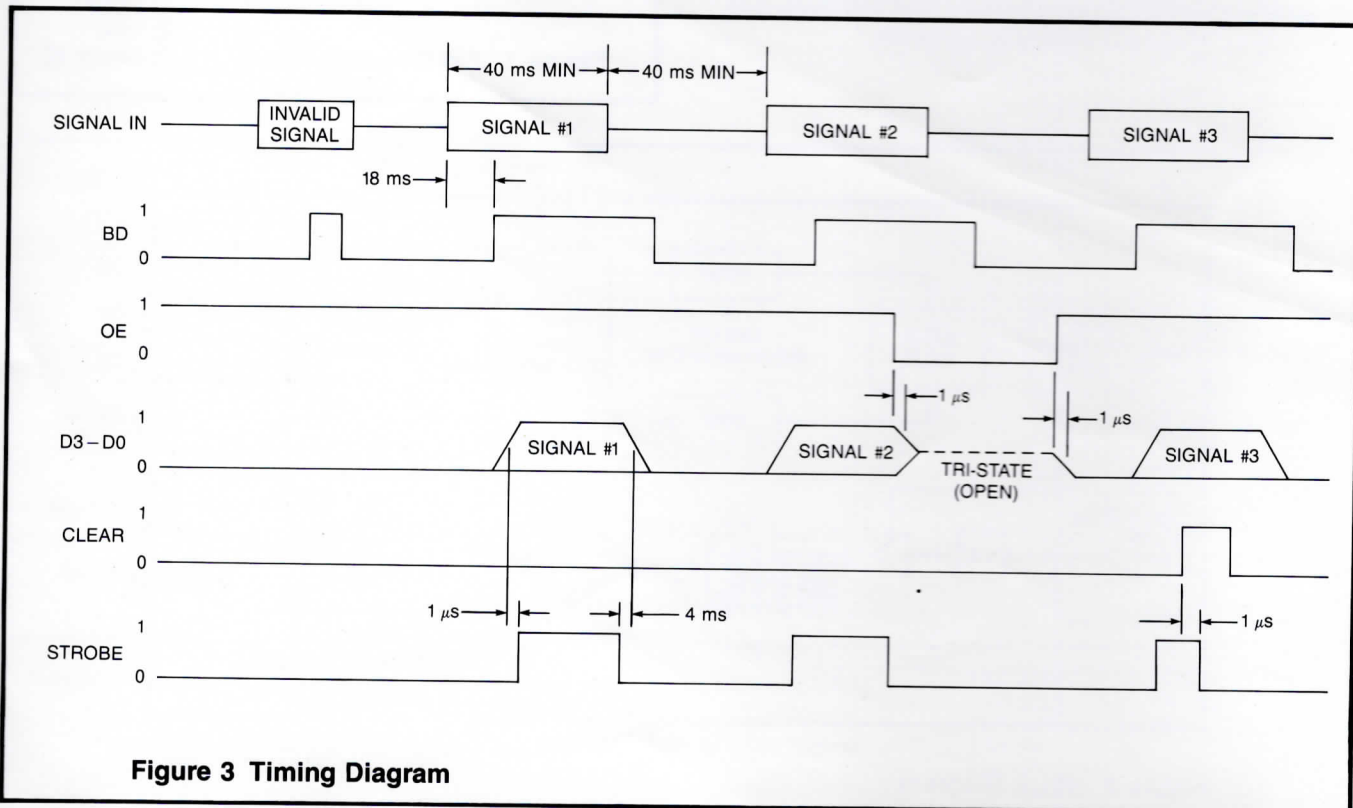 40 ms MIN
40 ms MIN
SIGNAL IN
INVALID
SIGNAL
SIGNAL #1
SIGNAL #2
SIGNAL #3
18 ms
1
BD
0
1
OE
0
1 μs
1 μs
1
D3–D0
0
SIGNAL #1
SIGNAL #2
TRI-STATE
(OPEN)
SIGNAL #3
1
CLEAR
0
1 μs
4 ms
1 μs
1
STROBE
0
Figure 3 Timing Diagram